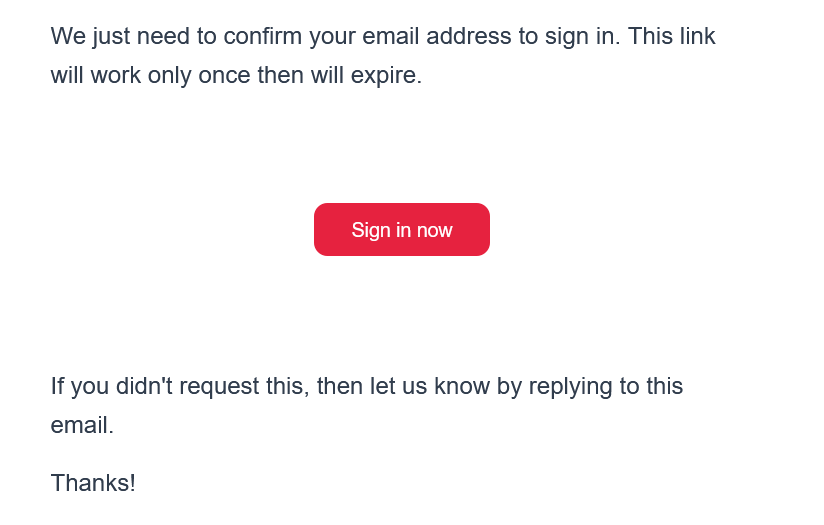 We just need to confirm your email address to sign in. This link
will work only once then will expire.
Sign in now
If you didn't request this, then let us know by replying to this
email.
Thanks!